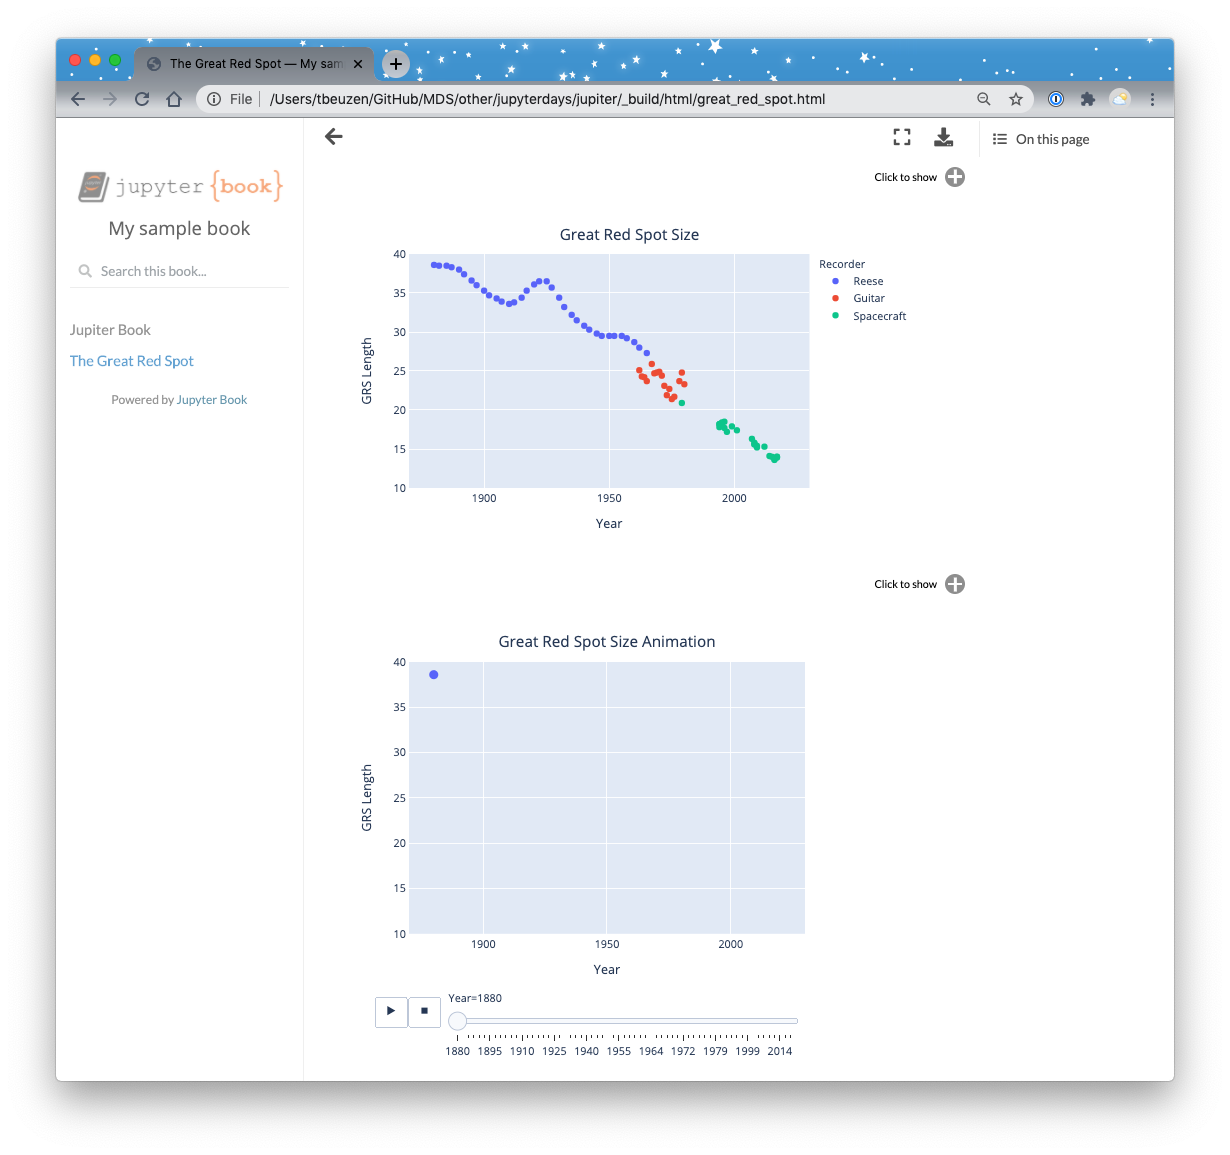 The Great Red Spot — My sam
File
/Users/tbeuzen/GitHub/MDS/other/jupyterdays/jupiter/_build/html/great_red_spot.html
jupyter {book}
My sample book
Search this book...
Jupiter Book
The Great Red Spot
Powered by Jupyter Book
On this page
Click to show
Great Red Spot Size
40
35
30
25
20
15
10
GRS Length
1900 1950 2000
Year
Recorder
Reese
Guitar
Spacecraft
Click to show
Great Red Spot Size Animation
40
35
30
25
20
15
10
GRS Length
1900 1950 2000
Year
Year=1880
1880 1895 1910 1925 1940 1955 1964 1972 1979 1999 2014